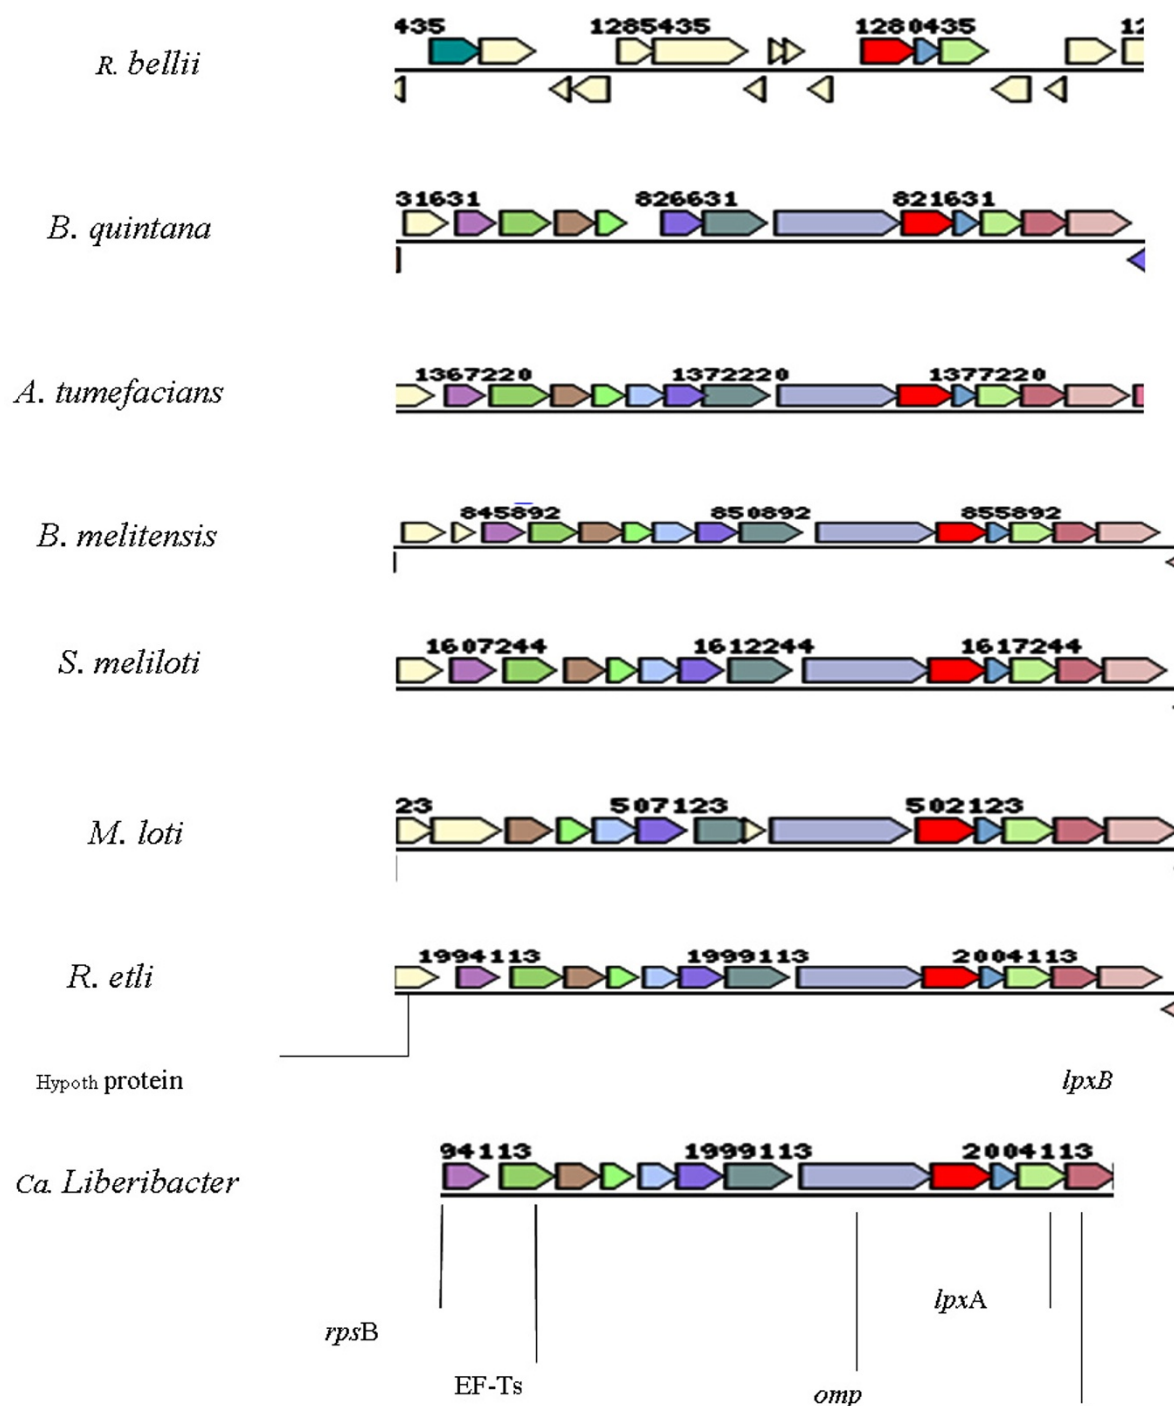 435 1285435 1280435 12
R. bellii
31631 826631 821631
B. quintana
1367220 1372220 1377220
A. tumefacians
845892 850892 855892
B. melitensis
1607244 1612244 1617244
S. meliloti
23 507123 502123
M. loti
1994113 1999113 2004113
R. etli
Hypoth protein lpxB
94113 1999113 2004113
Ca. Liberibacter
lpxA
rpsB
EF-Ts
omp